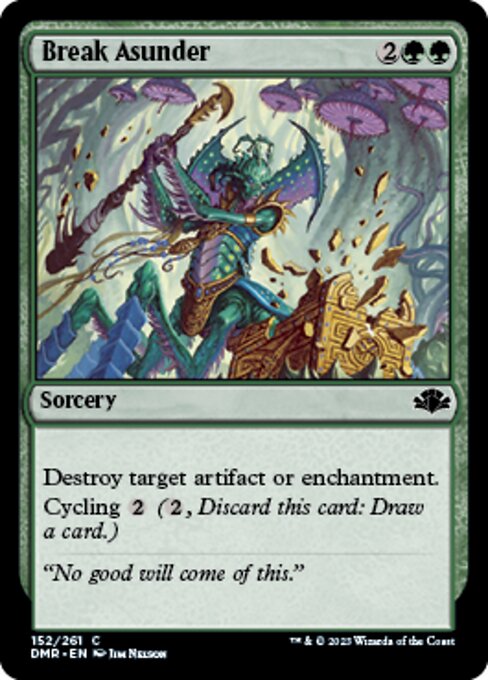 Break Asunder 2
Sorcery
Destroy target artifact or enchantment.
Cycling 2 (2, Discard this card: Draw
a card.)
“No good will come of this.”
152/261 C
DMR • EN Jim Nelson
™ & © 2023 Wizards of the Coast